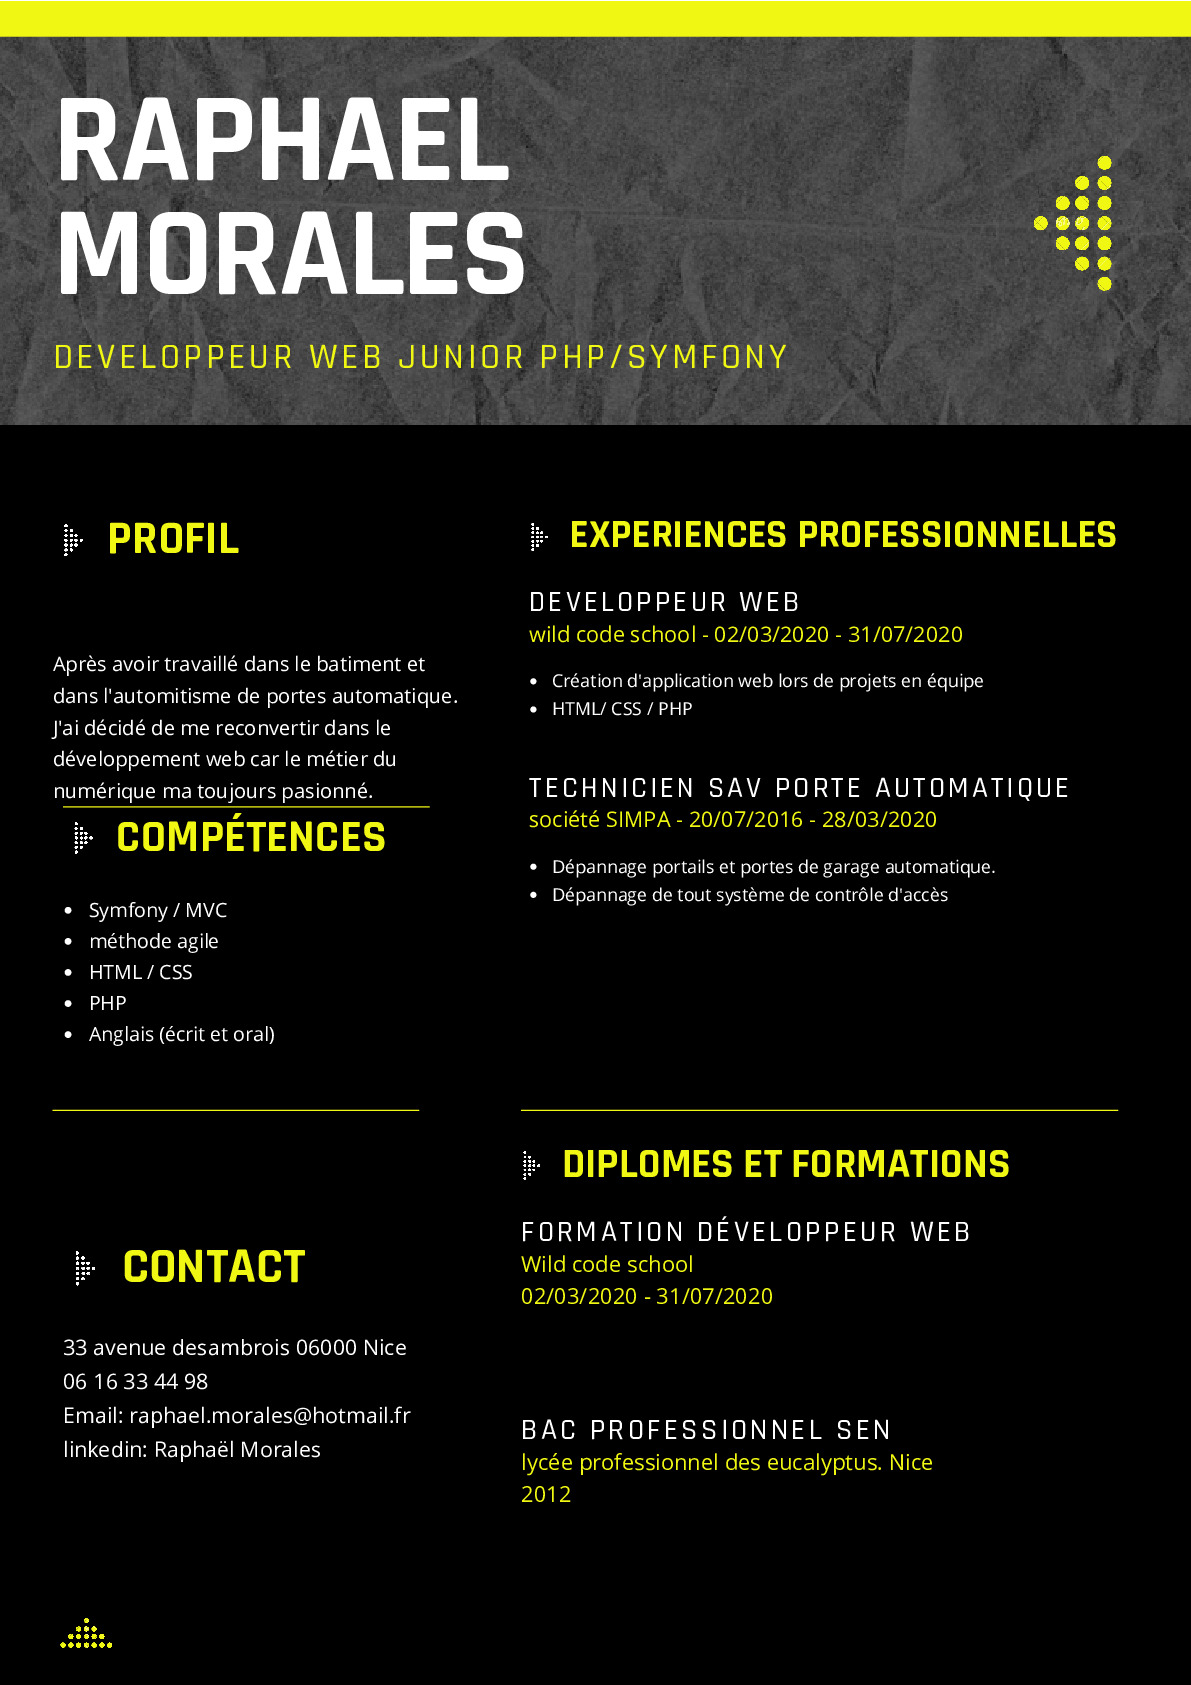 RAPHAEL
MORALES
DEVELOPPEUR WEB JUNIOR PHP/SYMFONY
PROFIL
Après avoir travaillé dans le batiment et
dans l'automitisme de portes automatique.
J'ai décidé de me reconvertir dans le
développement web car le métier du
numérique ma toujours pasionné.
COMPÉTENCES
• Symfony / MVC
• méthode agile
• HTML / CSS
• PHP
• Anglais (écrit et oral)
CONTACT
33 avenue desambrois 06000 Nice
06 16 33 44 98
Email: raphael.morales@hotmail.fr
linkedin: Raphaël Morales
EXPERIENCES PROFESSIONNELLES
DEVELOPPEUR WEB
wild code school - 02/03/2020 - 31/07/2020
• Création d'application web lors de projets en équipe
• HTML/ CSS / PHP
TECHNICIEN SAV PORTE AUTOMATIQUE
société SIMPA - 20/07/2016 - 28/03/2020
• Dépannage portails et portes de garage automatique.
• Dépannage de tout système de contrôle d'accès
DIPLOMES ET FORMATIONS
FORMATION DÉVELOPPEUR WEB
Wild code school
02/03/2020 - 31/07/2020
BAC PROFESSIONNEL SEN
lycée professionnel des eucalyptus. Nice
2012